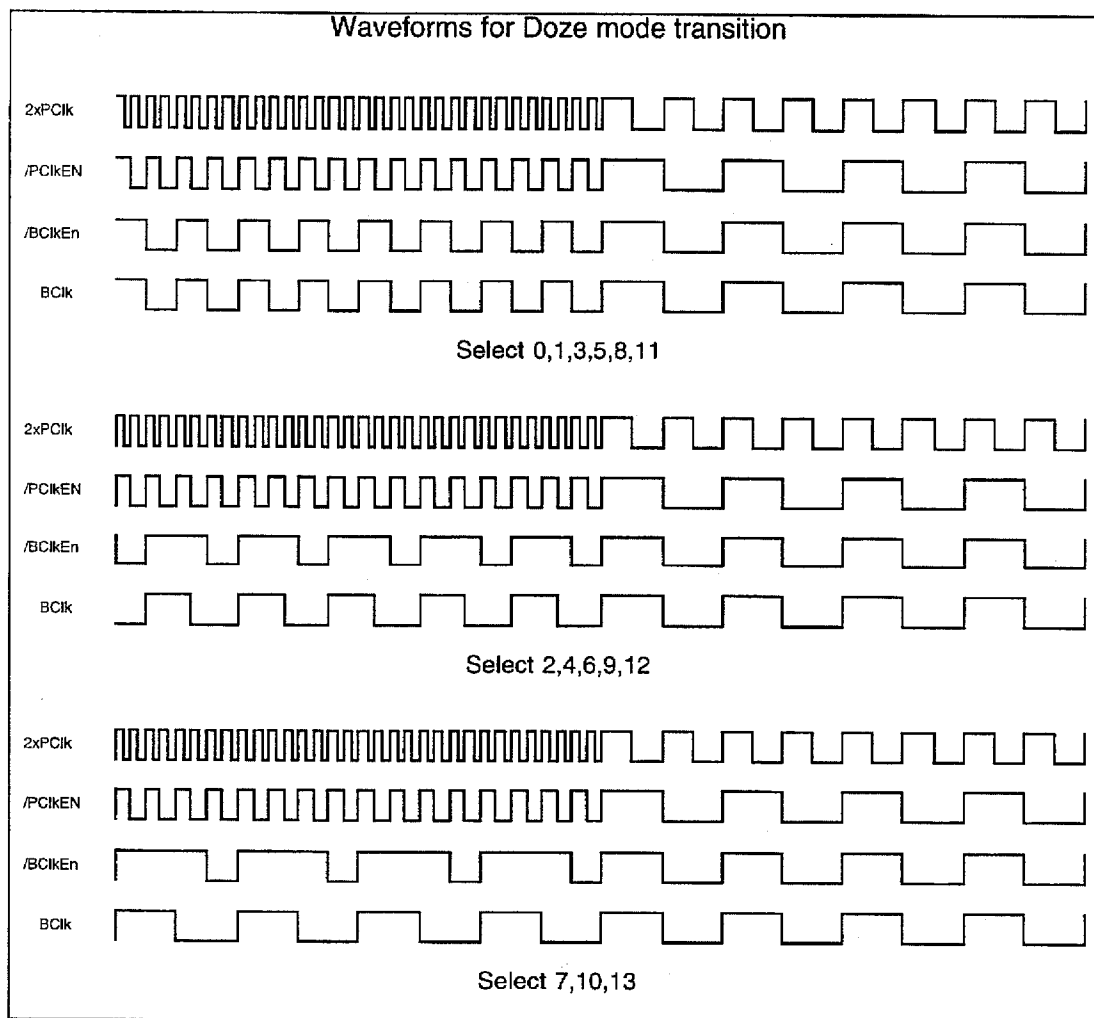 Waveforms for Doze mode transition
2xPClk
/PClkEN
/BClkEn
BClk
Select 0,1,3,5,8,11
2xPClk
/PClkEN
/BClkEn
BClk
Select 2,4,6,9,12
2xPClk
/PClkEN
/BClkEn
BClk
Select 7,10,13